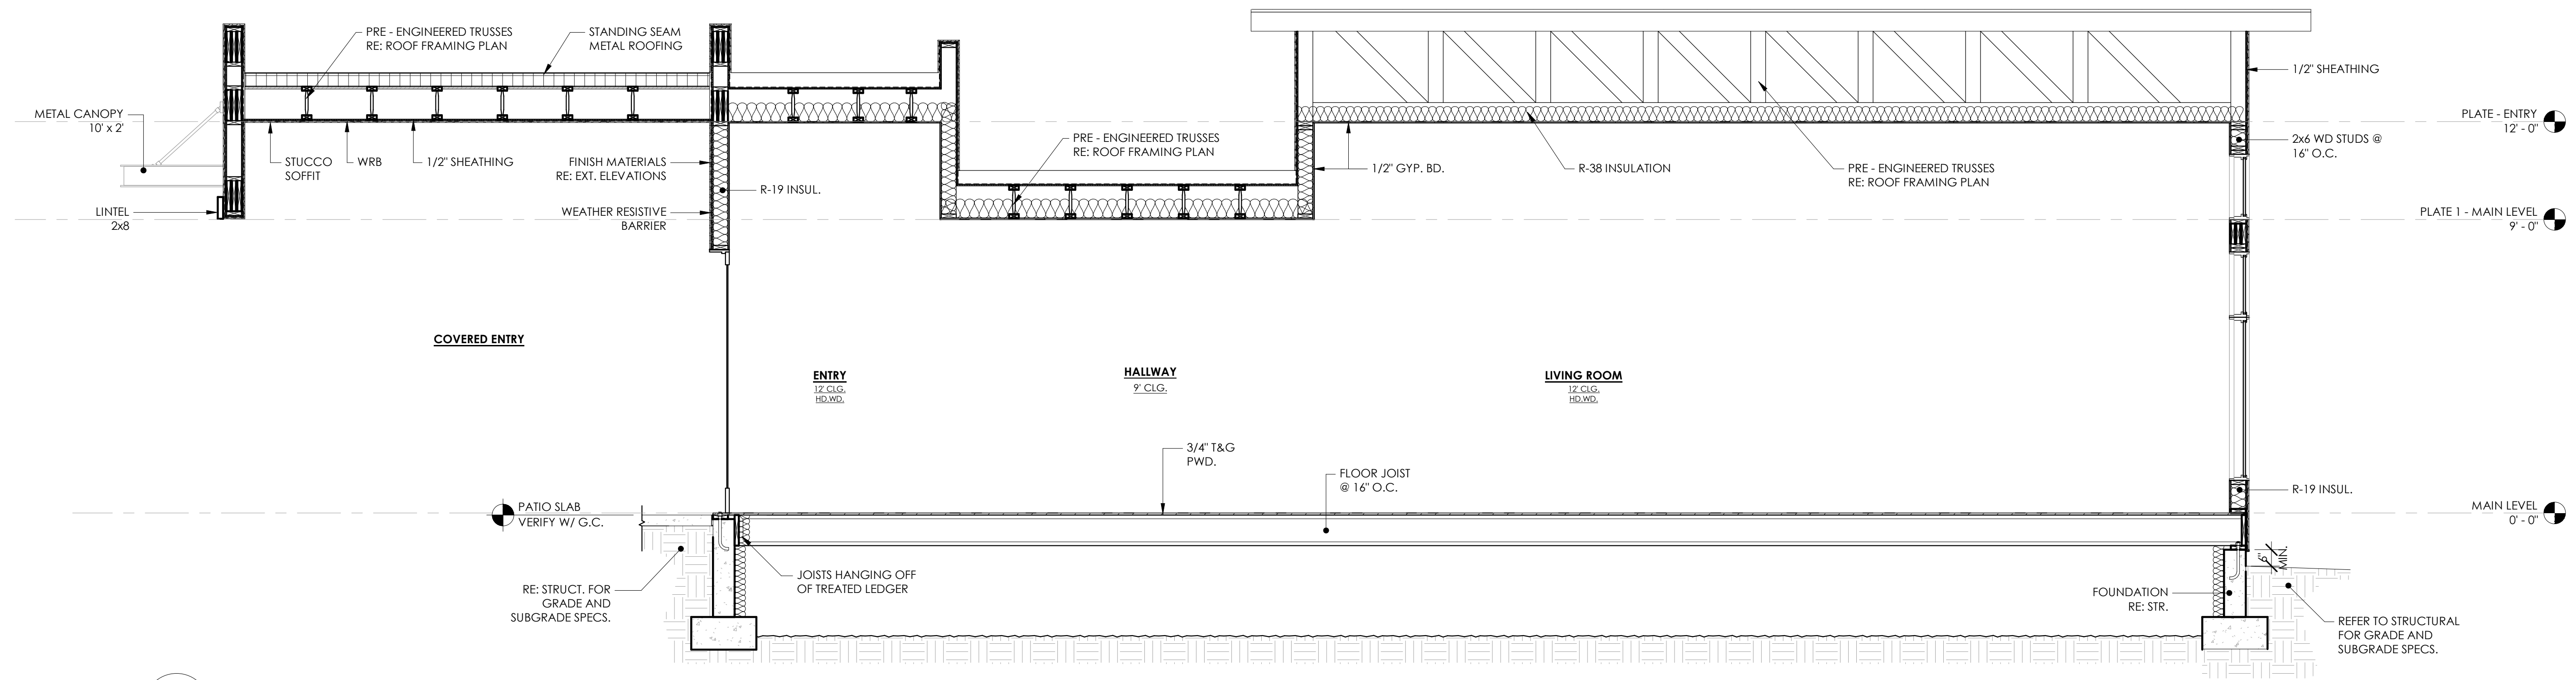 PRE - ENGINEERED TRUSSES
RE: ROOF FRAMING PLAN
STANDING SEAM
METAL ROOFING
1/2" SHEATHING
METAL CANOPY
10' x 2'
PLATE - ENTRY
12' - 0"
2x6 WD STUDS @
16" O.C.
STUCCO
SOFFIT
WRB
1/2" SHEATHING
FINISH MATERIALS
RE: EXT. ELEVATIONS
PRE - ENGINEERED TRUSSES
RE: ROOF FRAMING PLAN
1/2" GYP. BD.
R-38 INSULATION
PRE - ENGINEERED TRUSSES
RE: ROOF FRAMING PLAN
R-19 INSUL.
LINTEL
2x8
WEATHER RESISTIVE
BARRIER
PLATE 1 - MAIN LEVEL
9' - 0"
COVERED ENTRY
ENTRY
12' CLG.
HD.WD.
HALLWAY
9' CLG.
LIVING ROOM
12' CLG.
HD.WD.
3/4" T&G
PWD.
FLOOR JOIST
@ 16" O.C.
R-19 INSUL.
PATIO SLAB
VERIFY W/ G.C.
MAIN LEVEL
0' - 0"
6"
MIN.
JOISTS HANGING OFF
OF TREATED LEDGER
RE: STRUCT. FOR
GRADE AND
SUBGRADE SPECS.
FOUNDATION
RE: STR.
REFER TO STRUCTURAL
FOR GRADE AND
SUBGRADE SPECS.